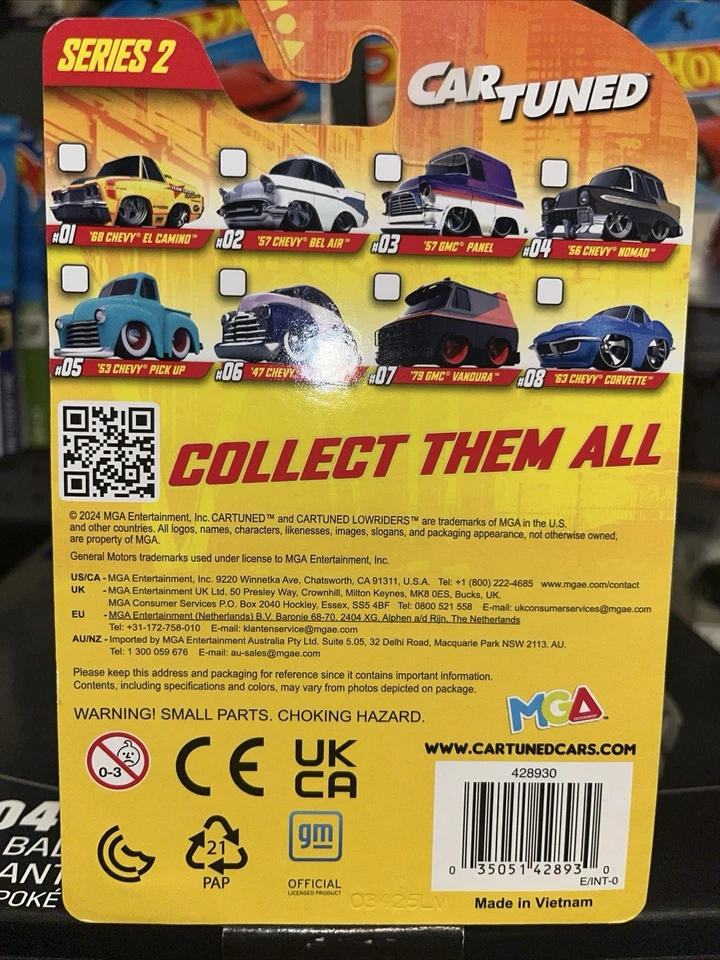 SERIES 2
CARTUNED™
#01 '68 CHEVY® EL CAMINO™
#02 '57 CHEVY® BEL AIR™
#03 '57 GMC® PANEL
#04 '56 CHEVY® NOMAD™
#05 '53 CHEVY® PICK UP
#06 '47 CHEVY
#07 '79 GMC® VANDURA™
#08 '63 CHEVY® CORVETTE™
COLLECT THEM ALL
© 2024 MGA Entertainment, Inc. CARTUNED™ and CARTUNED LOWRIDERS™ are trademarks of MGA in the U.S.
and other countries. All logos, names, characters, likenesses, images, slogans, and packaging appearance, not otherwise owned,
are property of MGA.
General Motors trademarks used under license to MGA Entertainment, Inc.
US/CA - MGA Entertainment, Inc. 9220 Winnetka Ave, Chatsworth, CA 91311, U.S.A. Tel: +1 (800) 222-4685 www.mgae.com/contact
UK - MGA Entertainment UK Ltd. 50 Presley Way, Crownhill, Milton Keynes, MK8 0ES, Bucks, UK.
MGA Consumer Services P.O. Box 2040 Hockley, Essex, SS5 4BF Tel: 0800 521 558 E-mail: ukconsumerservices@mgae.com
EU - MGA Entertainment (Netherlands) B.V. Baronie 68-70, 2404 XG, Alphen a/d Rijn, The Netherlands
Tel: +31-172-758-010 E-mail: klantenservice@mgae.com
AU/NZ - Imported by MGA Entertainment Australia Pty Ltd. Suite 5.05, 32 Delhi Road, Macquarie Park NSW 2113. AU.
Tel: 1 300 059 676 E-mail: au-sales@mgae.com
Please keep this address and packaging for reference since it contains important information.
Contents, including specifications and colors, may vary from photos depicted on package.
WARNING! SMALL PARTS. CHOKING HAZARD.
MGA ENTERTAINMENT™
WWW.CARTUNEDCARS.COM
0-3
CE
UK
CA
428930
21
PAP
gm
OFFICIAL
LICENSED PRODUCT
0 35051 42893 0
E/INT-0
03425LV
Made in Vietnam
04
BAL
ANT
POKÉ